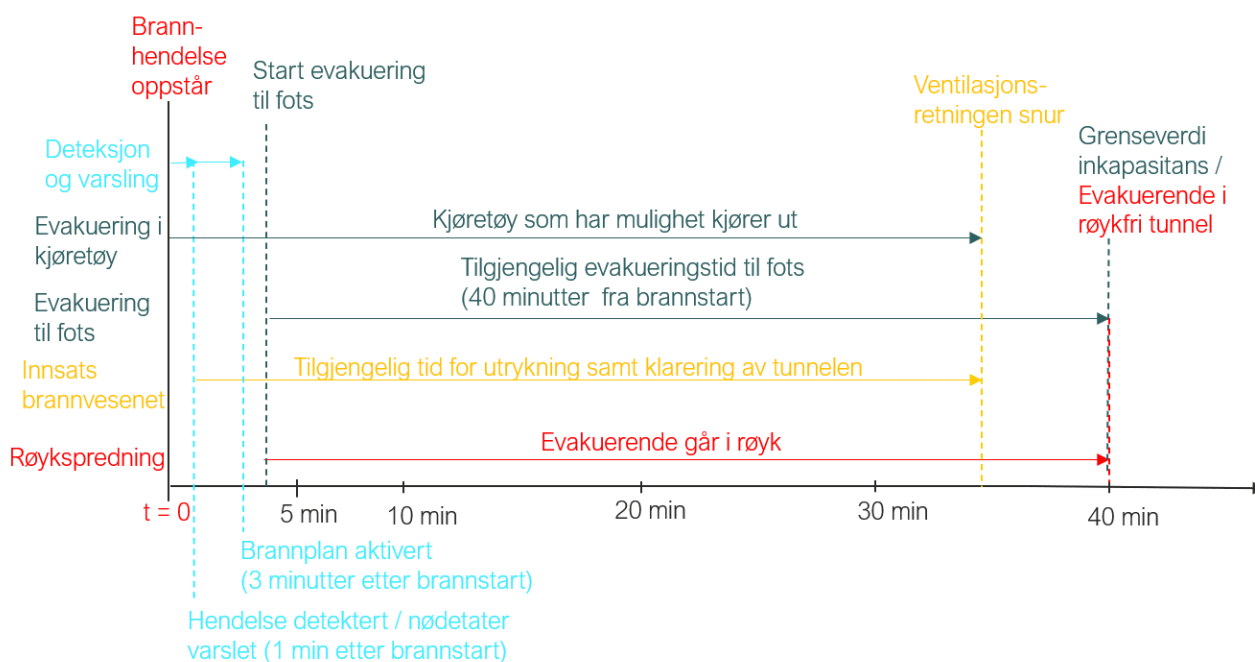 Brann-
hendelse
oppstår
Start evakuering
til fots
Ventilasjons-
retningen snur
Grenseverdi
inkapasitans /
Evakuerende i
røykfri tunnel
Deteksjon
og varsling
Evakuering i
kjøretøy
Kjøretøy som har mulighet kjører ut
Tilgjengelig evakueringstid til fots
(40 minutter fra brannstart)
Evakuering
til fots
Innsats
brannvesenet
Tilgjengelig tid for utrykning samt klarering av tunnelen
Røykspredning
Evakuerende går i røyk
t = 0
5 min
10 min
20 min
30 min
40 min
Brannplan aktivert
(3 minutter etter brannstart)
Hendelse detektert / nødetater
varslet (1 min etter brannstart)